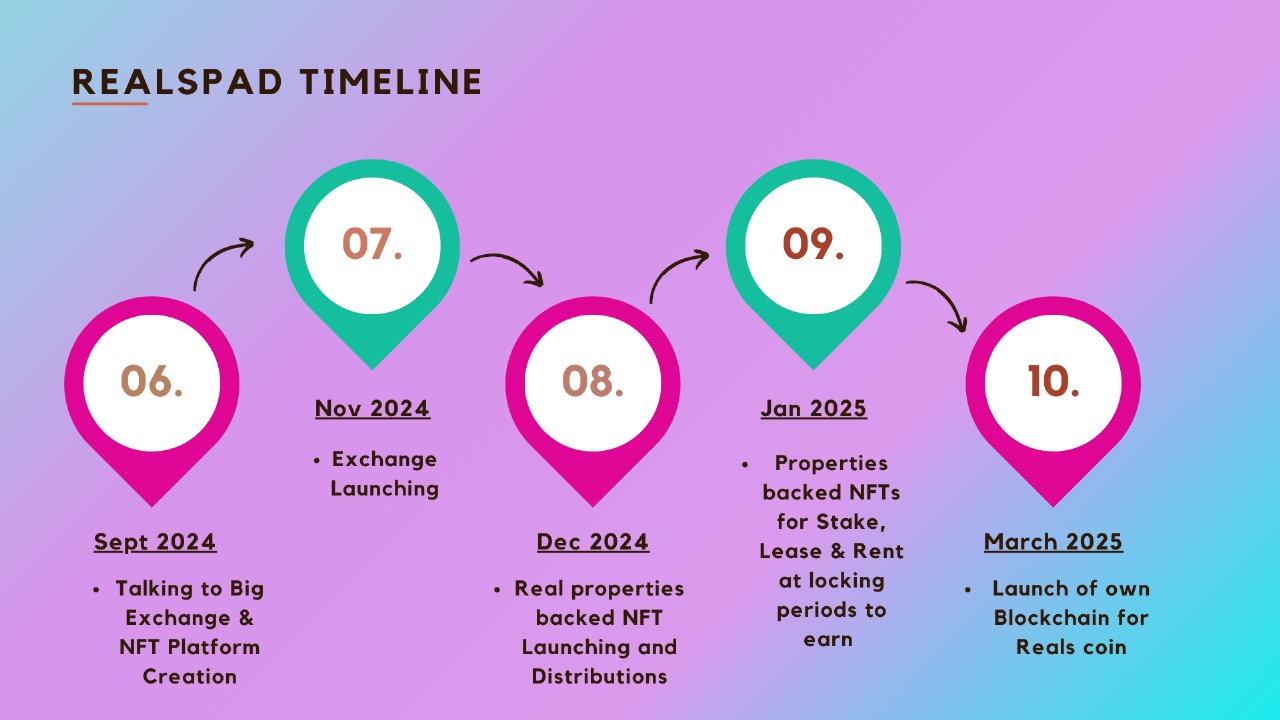 REALSPAD TIMELINE
06.
Sept 2024
• Talking to Big
Exchange &
NFT Platform
Creation
07.
Nov 2024
• Exchange
Launching
08.
Dec 2024
• Real properties
backed NFT
Launching and
Distributions
09.
Jan 2025
• Properties
backed NFTs
for Stake,
Lease & Rent
at locking
periods to
earn
10.
March 2025
• Launch of own
Blockchain for
Reals coin